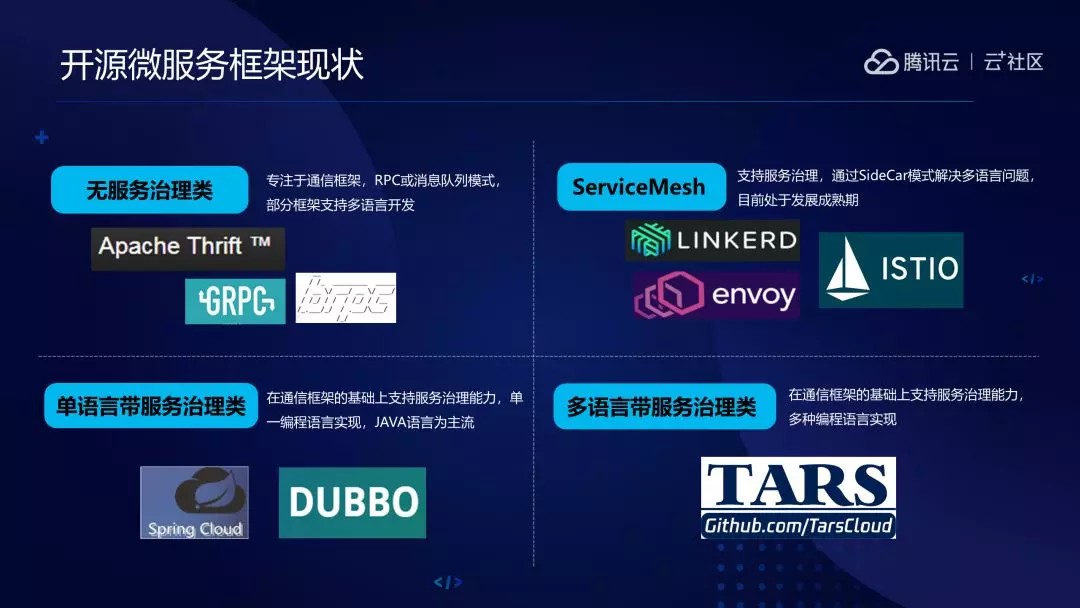 开源微服务框架现状
腾讯云 | 云+社区
无服务治理类
专注于通信框架，RPC或消息队列模式，
部分框架支持多语言开发
Apache Thrift ™
GRPC
brpc
ServiceMesh
支持服务治理，通过SideCar模式解决多语言问题，
目前处于发展成熟期
LINKERD
envoy
ISTIO
</>
单语言带服务治理类
在通信框架的基础上支持服务治理能力，单
一编程语言实现，JAVA语言为主流
Spring Cloud
DUBBO
多语言带服务治理类
在通信框架的基础上支持服务治理能力，
多种编程语言实现
TARS
Github.com/TarsCloud
</>